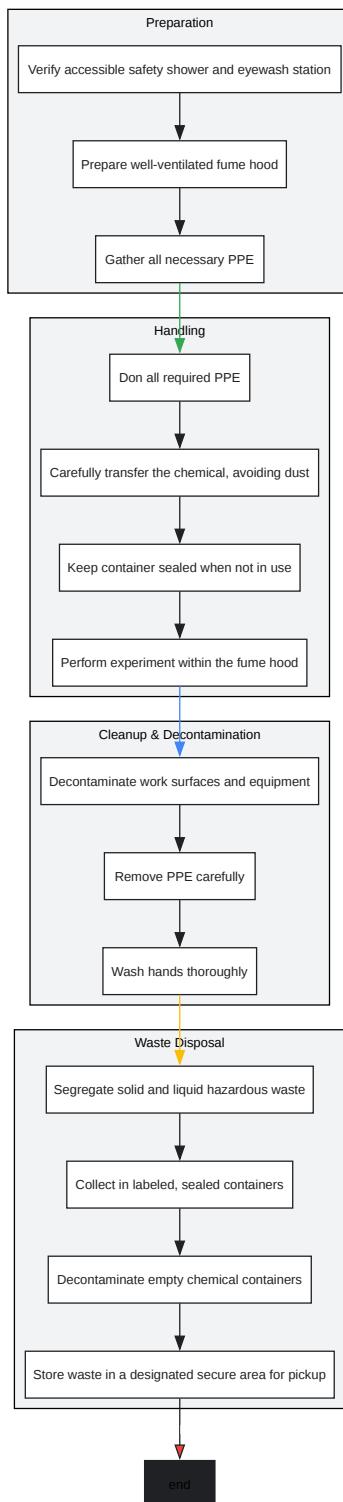 Preparation
Verify accessible safety shower and eyewash station
Prepare well-ventilated fume hood
Gather all necessary PPE
Handling
Don all required PPE
Carefully transfer the chemical, avoiding dust
Keep container sealed when not in use
Perform experiment within the fume hood
Cleanup & Decontamination
Decontaminate work surfaces and equipment
Remove PPE carefully
Wash hands thoroughly
Waste Disposal
Segregate solid and liquid hazardous waste
Collect in labeled, sealed containers
Decontaminate empty chemical containers
Store waste in a designated secure area for pickup
end